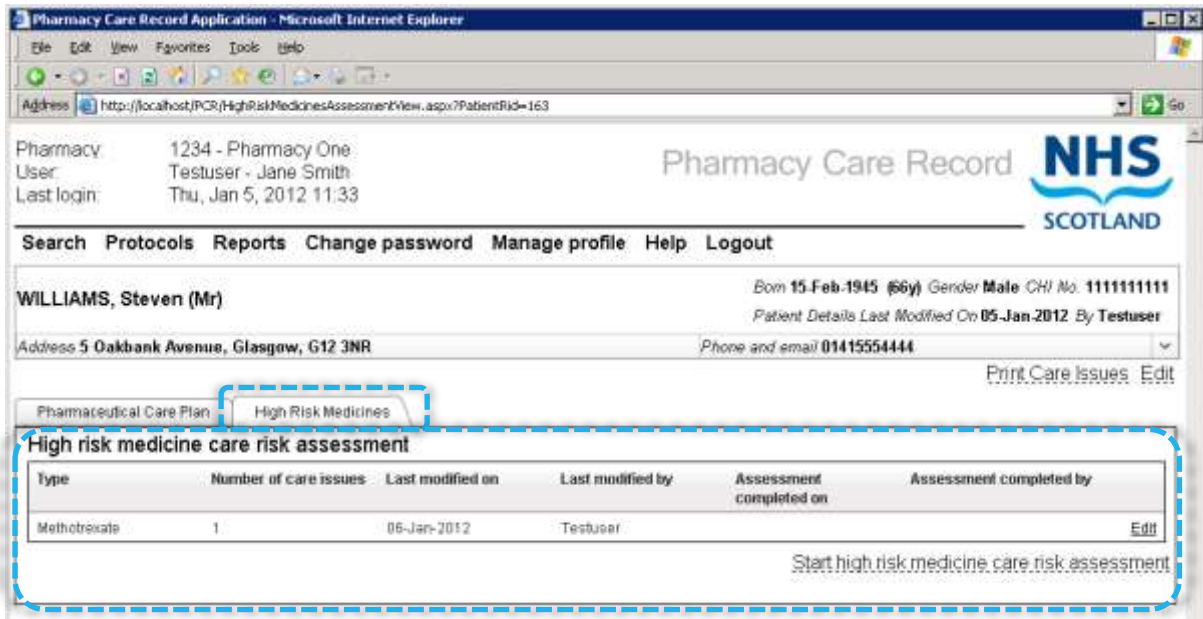 Pharmacy Care Record Application - Microsoft Internet Explorer
File Edit View Favorites Tools Help
Address http://localhost/PCR/HighRiskMedicinesAssessmentView.aspx?PatientRid=163 Go
Pharmacy: 1234 - Pharmacy One
User: Testuser - Jane Smith
Last login: Thu, Jan 5, 2012 11:33
Pharmacy Care Record
NHS
SCOTLAND
Search Protocols Reports Change password Manage profile Help Logout
WILLIAMS, Steven (Mr)
Born 15-Feb-1945 (66y) Gender Male CHI No. 1111111111
Patient Details Last Modified On 05-Jan-2012 By Testuser
Address 5 Oakbank Avenue, Glasgow, G12 3NR Phone and email 01415554444
Print Care Issues Edit
Pharmaceutical Care Plan High Risk Medicines
High risk medicine care risk assessment
Type Number of care issues Last modified on Last modified by Assessment completed on Assessment completed by
Methotrexate 1 06-Jan-2012 Testuser Edit
Start high risk medicine care risk assessment